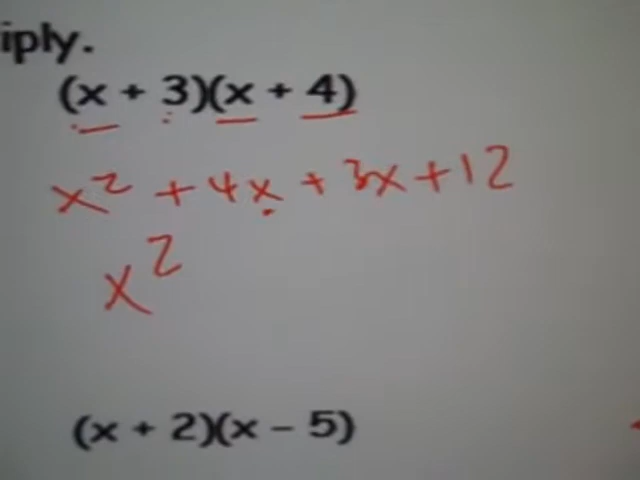 iply.
(x + 3)(x + 4)
x² + 4x + 3x + 12
x²
(x + 2)(x − 5)